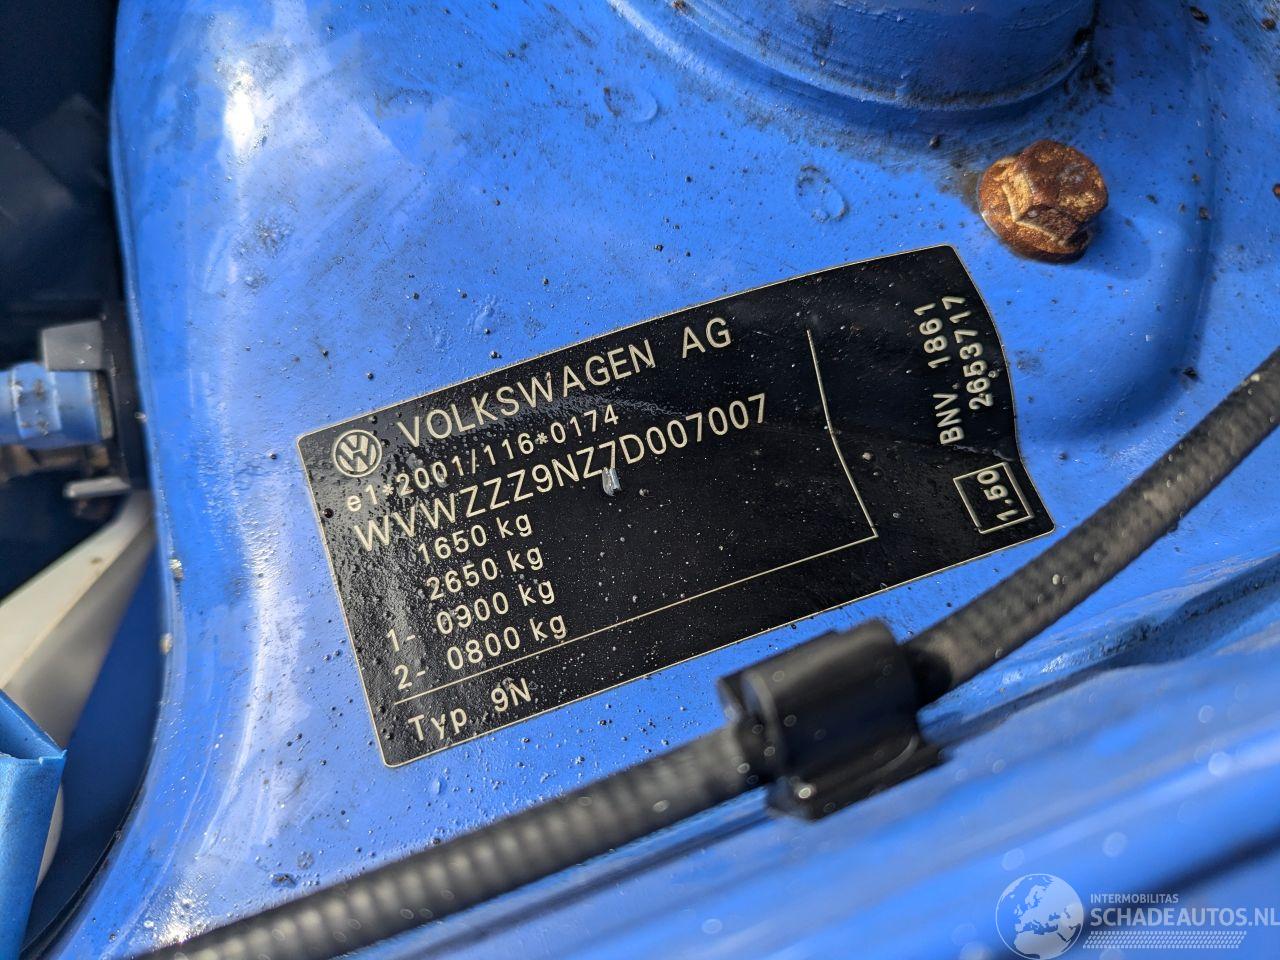 VOLKSWAGEN AG
e1*2001/116*0174
WVWZZZ9NZ7D007007
1650 kg
2650 kg
1- 0900 kg
2- 0800 kg
Typ 9N
BNV 1861
2653717
1.50
INTERMOBILITAS
SCHADEAUTOS.NL